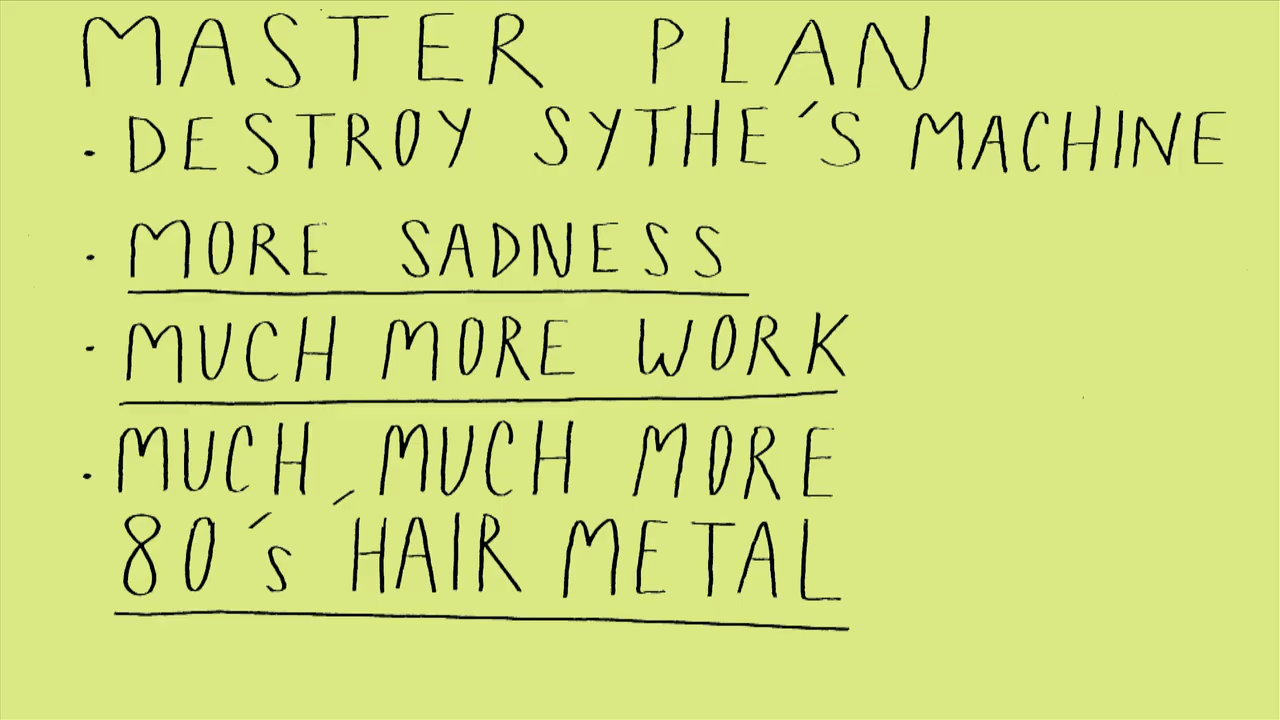 MASTER PLAN
· DESTROY SYTHE'S MACHINE
· MORE SADNESS
· MUCH MORE WORK
· MUCH, MUCH MORE
80's HAIR METAL